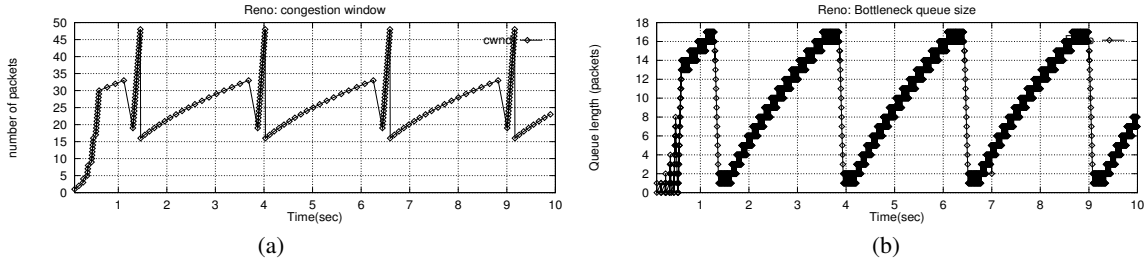 Reno: congestion window
number of packets
50
45
40
35
30
25
20
15
10
5
0
cwnd
1 2 3 4 5 6 7 8 9 10
Time(sec)
(a)
Reno: Bottleneck queue size
Queue length (packets)
18
16
14
12
10
8
6
4
2
0
1 2 3 4 5 6 7 8 9 10
Time(sec)
(b)